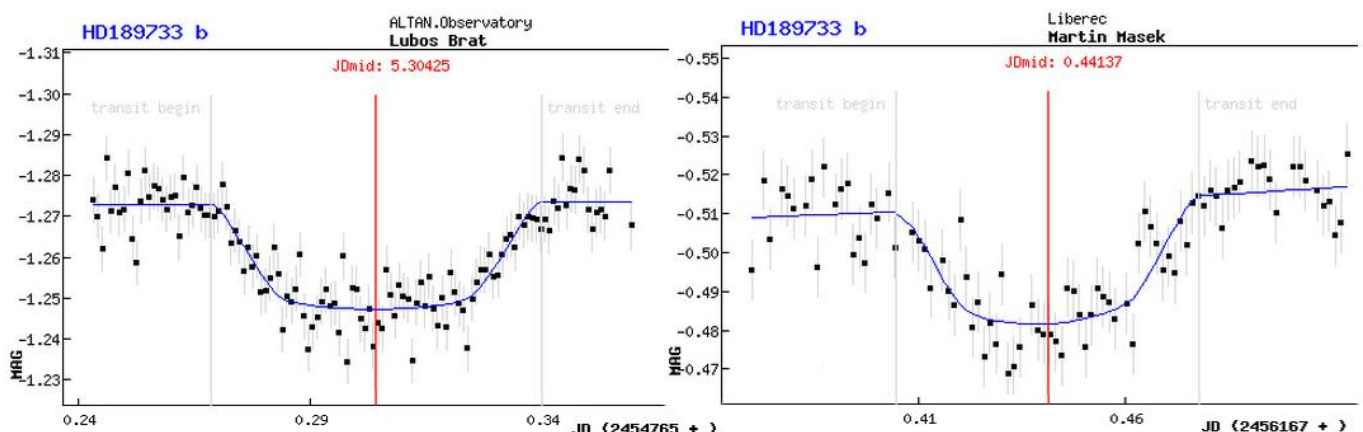 HD189733 b
ALTAN.Observatory
Lubos Brat
-1.31
JDmid: 5.30425
-1.30
transit begin
transit end
-1.29
-1.28
-1.27
-1.26
-1.25
-1.24
-1.23
MAG
0.24
0.29
0.34
JD (2454765 + )
HD189733 b
Liberec
Martin Masek
-0.55
JDmid: 0.44137
-0.54
transit begin
transit end
-0.53
-0.52
-0.51
-0.50
-0.49
-0.48
-0.47
MAG
0.41
0.46
JD (2456167 + )